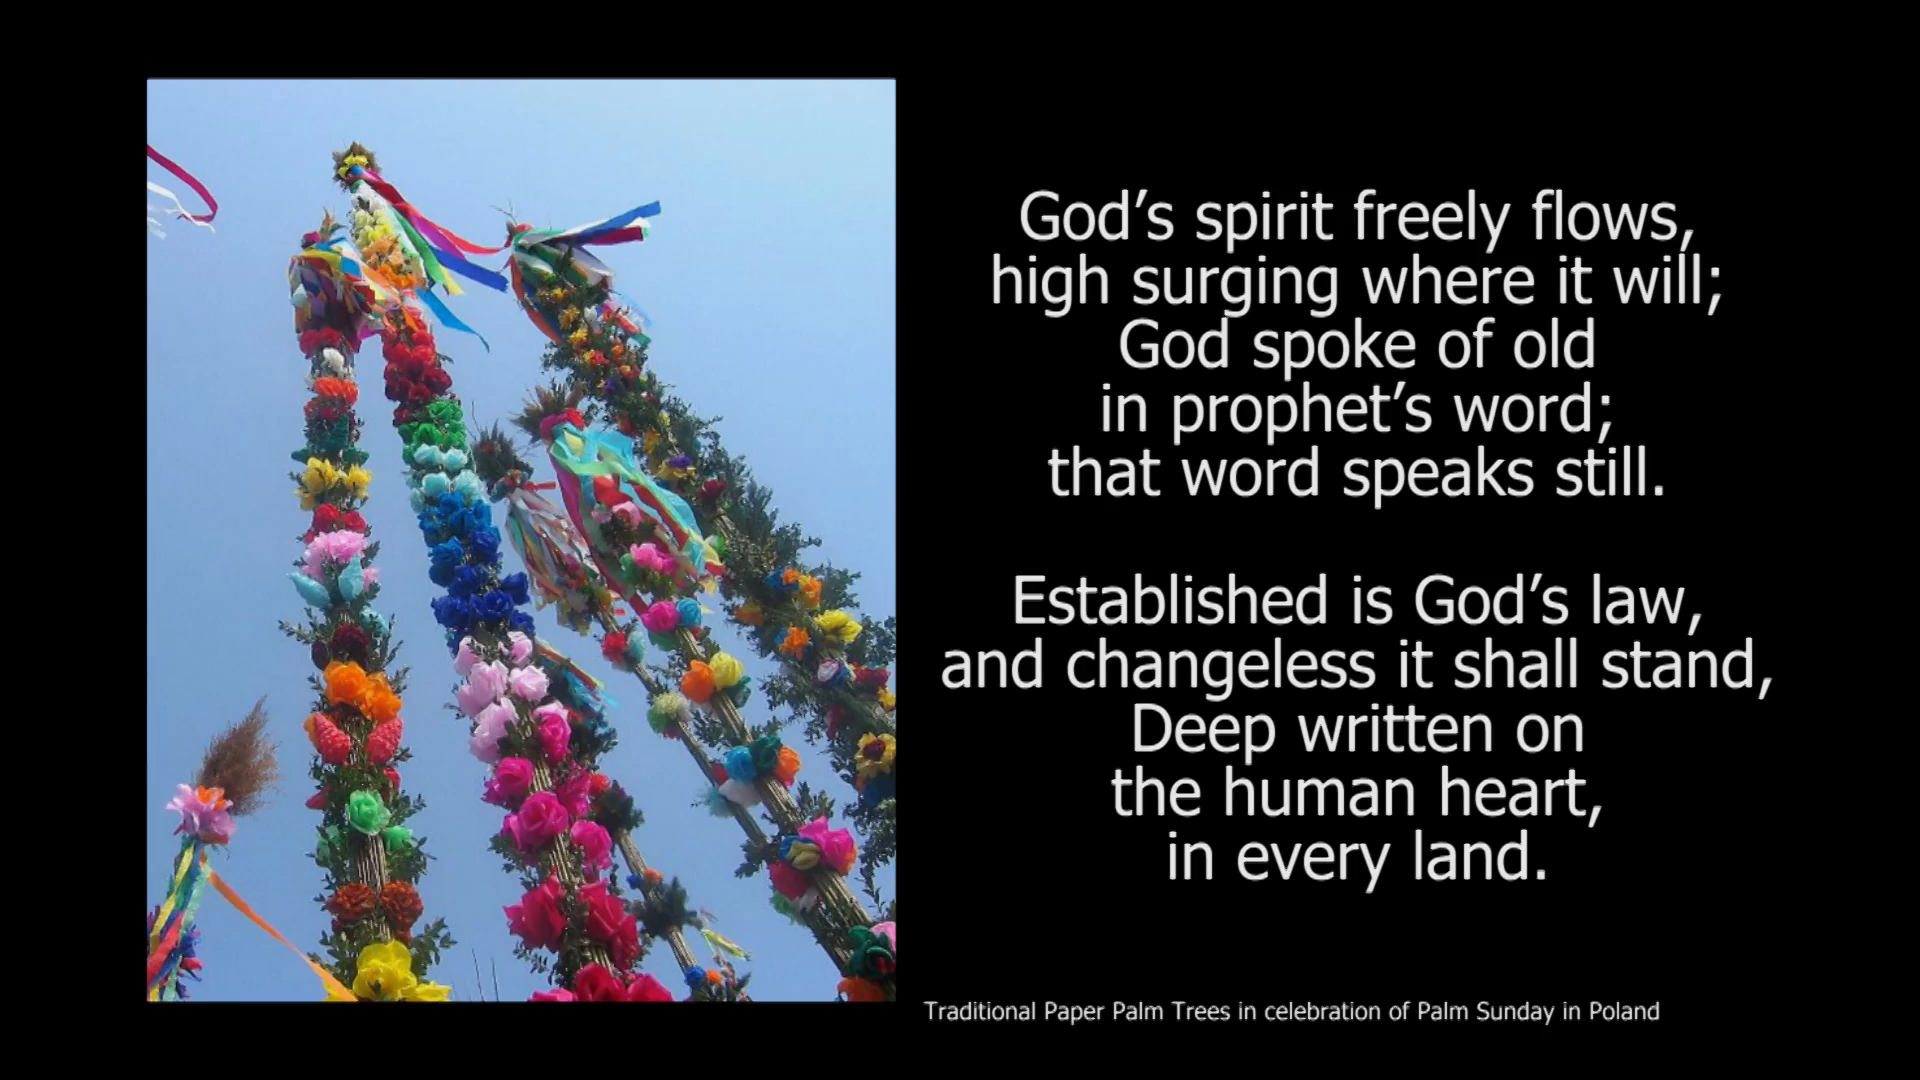 God’s spirit freely flows,
high surging where it will;
God spoke of old
in prophet’s word;
that word speaks still.
Established is God’s law,
and changeless it shall stand,
Deep written on
the human heart,
in every land.
Traditional Paper Palm Trees in celebration of Palm Sunday in Poland